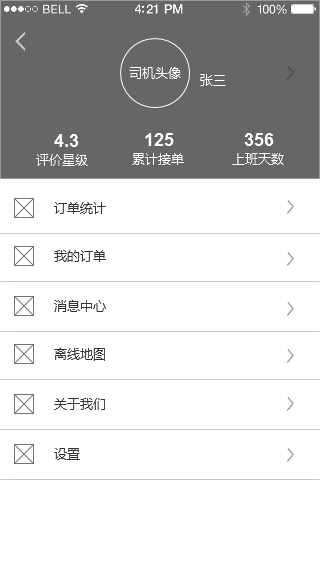 BELL 4:21 PM 100%
司机头像
张三
4.3 125 356
评价星级 累计接单 上班天数
订单统计
我的订单
消息中心
离线地图
关于我们
设置